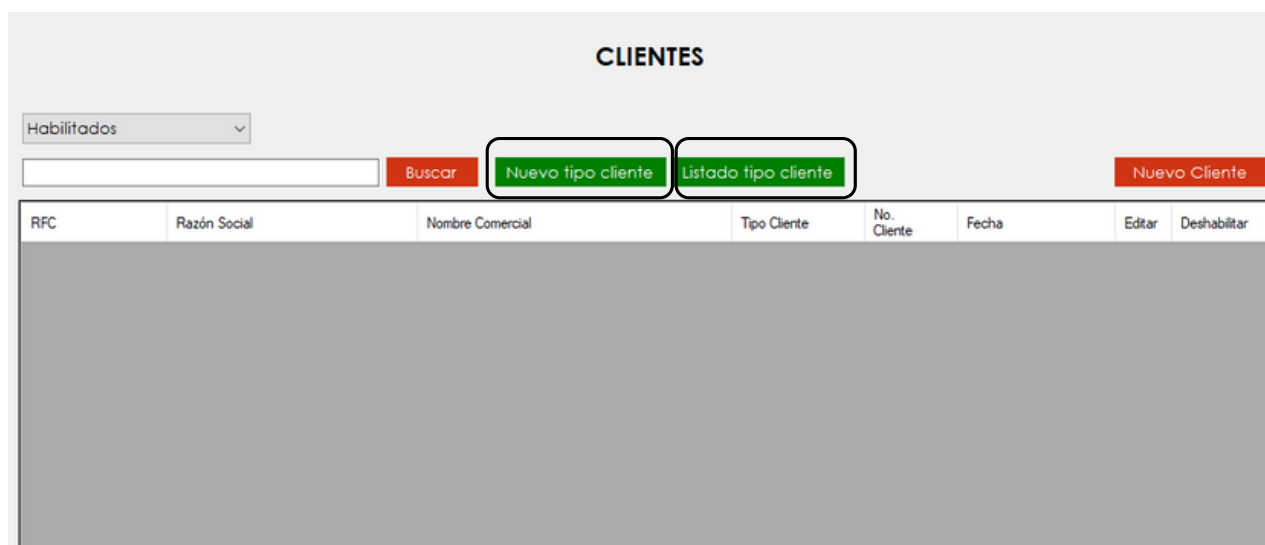 CLIENTES
Habilitados
Buscar Nuevo tipo cliente Listado tipo cliente Nuevo Cliente
RFC Razón Social Nombre Comercial Tipo Cliente No. Cliente Fecha Editar Deshabilitar